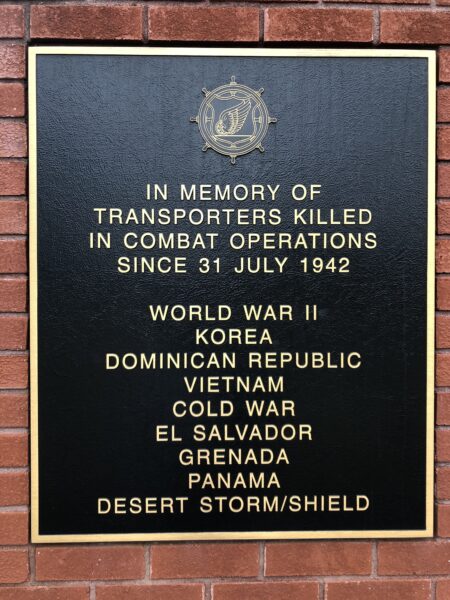 IN MEMORY OF
TRANSPORTERS KILLED
IN COMBAT OPERATIONS
SINCE 31 JULY 1942
WORLD WAR II
KOREA
DOMINICAN REPUBLIC
VIETNAM
COLD WAR
EL SALVADOR
GRENADA
PANAMA
DESERT STORM/SHIELD